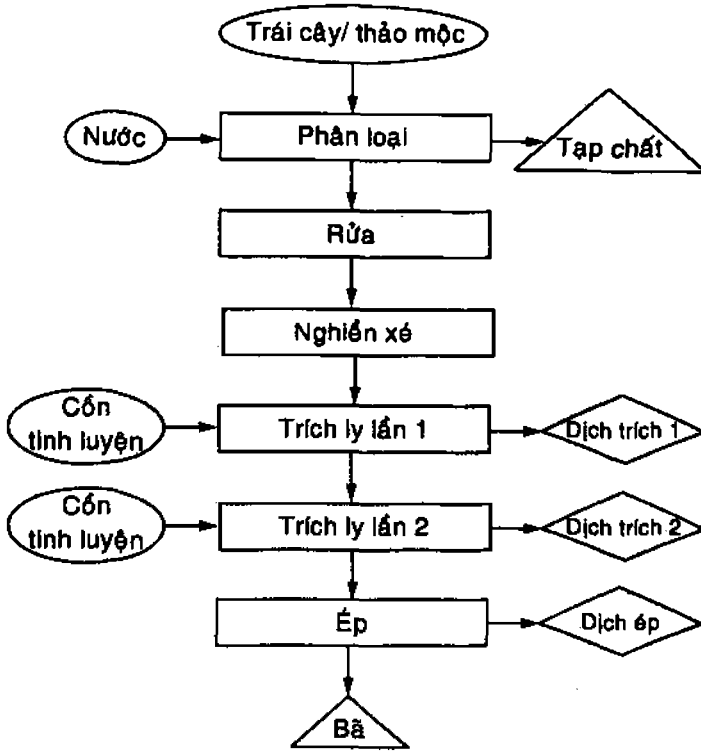 Trái cây/ thảo mộc
Nước
Phân loại
Tạp chất
Rửa
Nghiền xé
Cồn
tinh luyện
Trích ly lần 1
Dịch trích 1
Cồn
tinh luyện
Trích ly lần 2
Dịch trích 2
Ép
Dịch ép
Bã